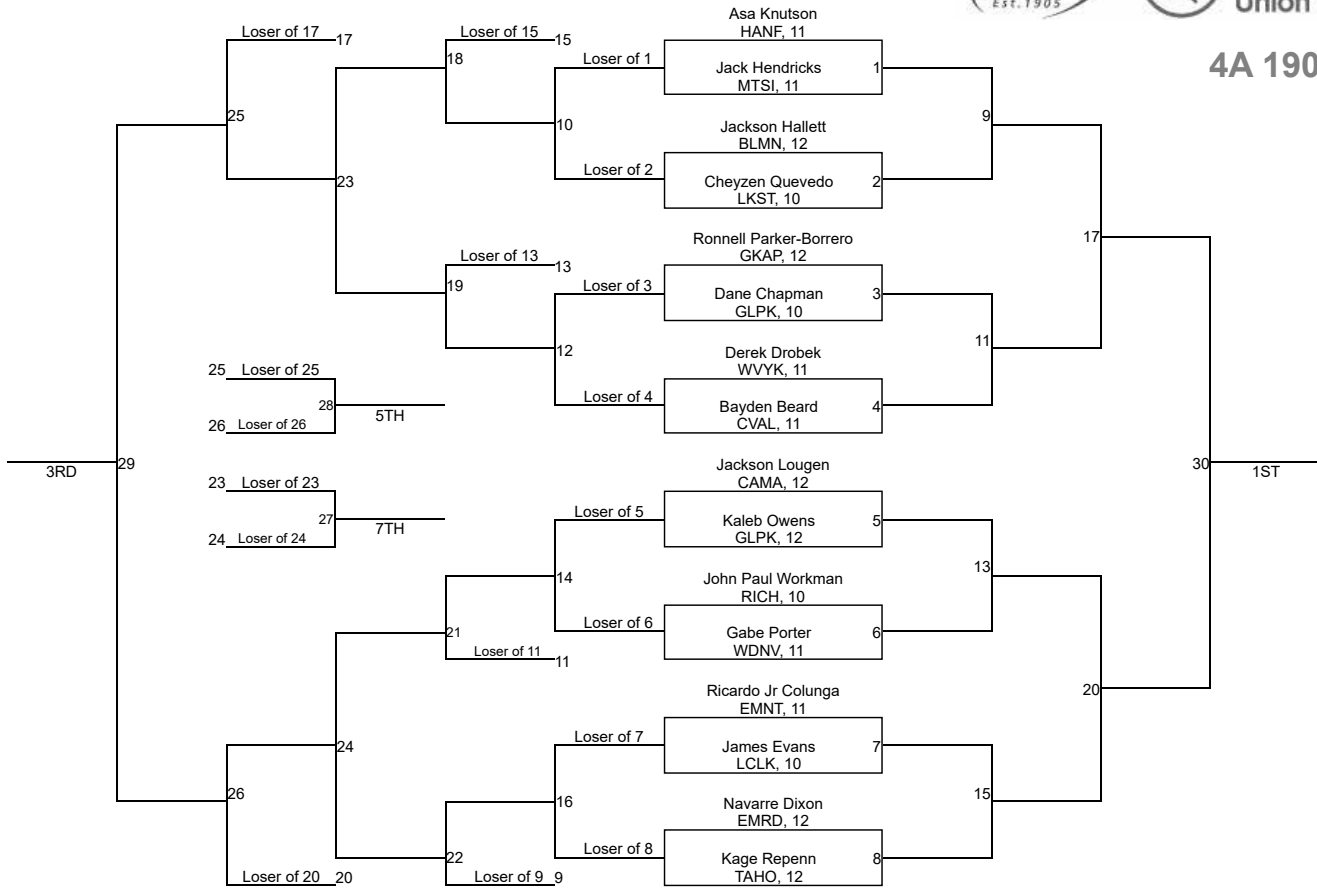 Est. 1905
Union
4A 190
Asa Knutson
HANF, 11
Loser of 17 17
Loser of 15 15
18
Loser of 1
Jack Hendricks 1
MTSI, 11
25
10
9
Jackson Hallett
BLMN, 12
23
Loser of 2
Cheyzen Quevedo 2
LKST, 10
17
Ronnell Parker-Borrero
GKAP, 12
Loser of 13 13
19
Loser of 3
Dane Chapman 3
GLPK, 10
12
11
Derek Drobek
WVYK, 11
25 Loser of 25
28
5TH
26 Loser of 26
Loser of 4
Bayden Beard 4
CVAL, 11
3RD
29
30
1ST
Jackson Lougen
CAMA, 12
23 Loser of 23
27
7TH
24 Loser of 24
Loser of 5
Kaleb Owens 5
GLPK, 12
14
13
John Paul Workman
RICH, 10
21
Loser of 6
Gabe Porter 6
WDNV, 11
Loser of 11 11
20
Ricardo Jr Colunga
EMNT, 11
24
Loser of 7
James Evans 7
LCLK, 10
26
16
15
Navarre Dixon
EMRD, 12
22
Loser of 8
Kage Repenn 8
TAHO, 12
Loser of 20 20
Loser of 9 9